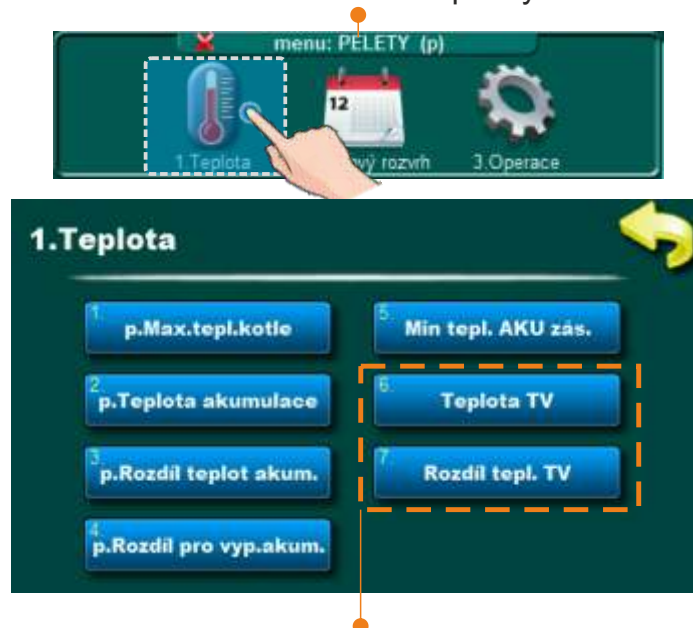 menu: PELETY (p)
12
1.Teplota
vý rozvrh
3.Operace
1.Teplota
1.
p.Max.tepl.kotle
2.
p.Teplota akumulace
3.
p.Rozdíl teplot akum.
4.
p.Rozdíl pro vyp.akum.
5.
Min tepl. AKU zás.
6.
Teplota TV
7.
Rozdíl tepl. TV